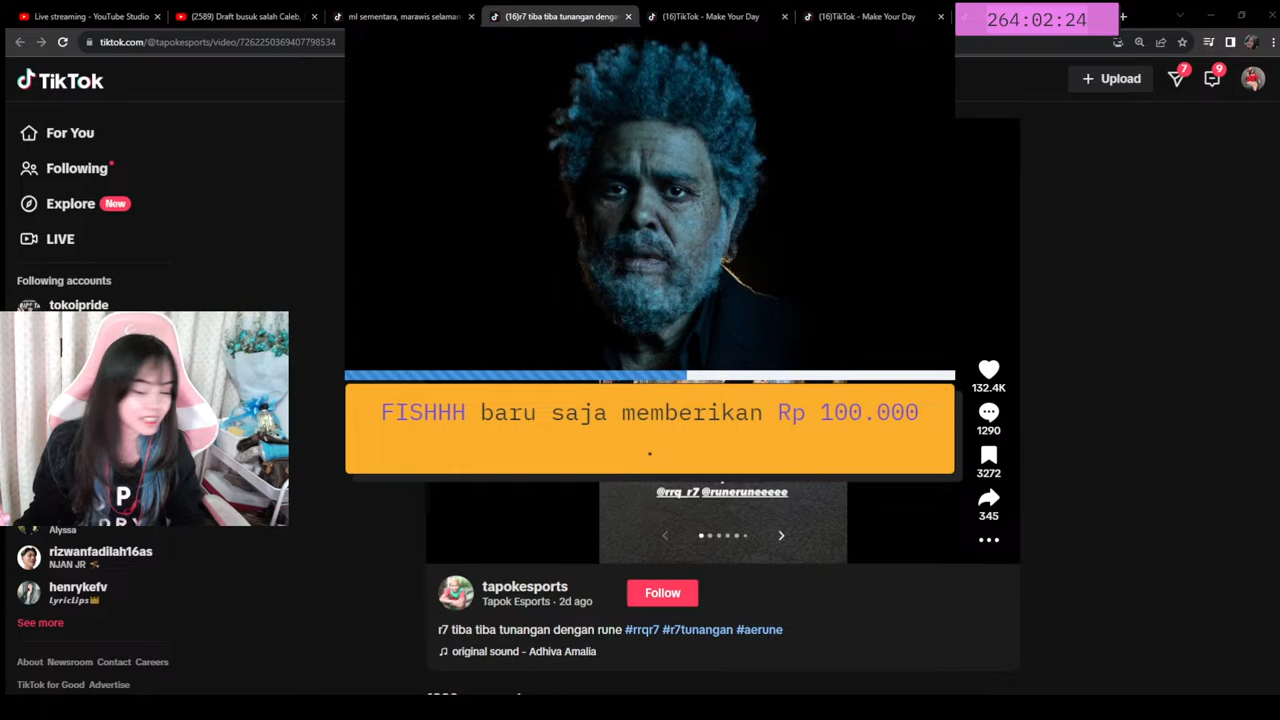 Live streaming - YouTube Studio
(2589) Draft busuk salah Caleb,
ml sementara, marawis selaman
(16)r7 tiba tiba tunangan denga
(16)TikTok - Make Your Day
(16)TikTok - Make Your Day
264:02:24
tiktok.com/@tapokesports/video/7262250369407798534
TikTok
Upload
7
9
For You
Following
Explore New
LIVE
Following accounts
tokoipride
Alyssa
rizwanfadilah16as
NJAN JR
henrykefv
LyricLips
See more
About Newsroom Contact Careers
TikTok for Good Advertise
FISHHH baru saja memberikan Rp 100.000
.
132.4K
1290
3272
345
@rrq_r7 @runeruneeeee
tapokesports
Tapok Esports · 2d ago
Follow
r7 tiba tiba tunangan dengan rune #rrqr7 #r7tunangan #aerune
original sound - Adhiva Amalia